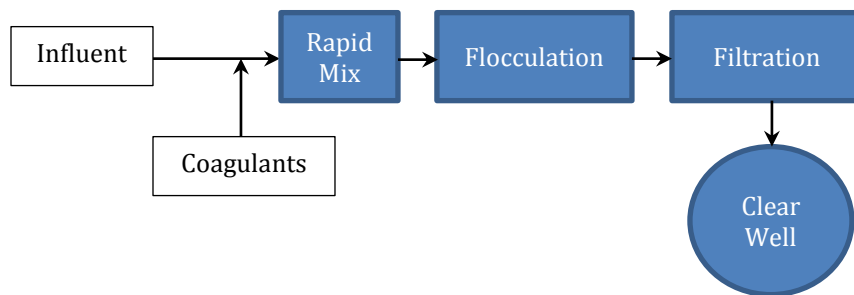 Influent
Rapid
Mix
Flocculation
Filtration
Coagulants
Clear
Well